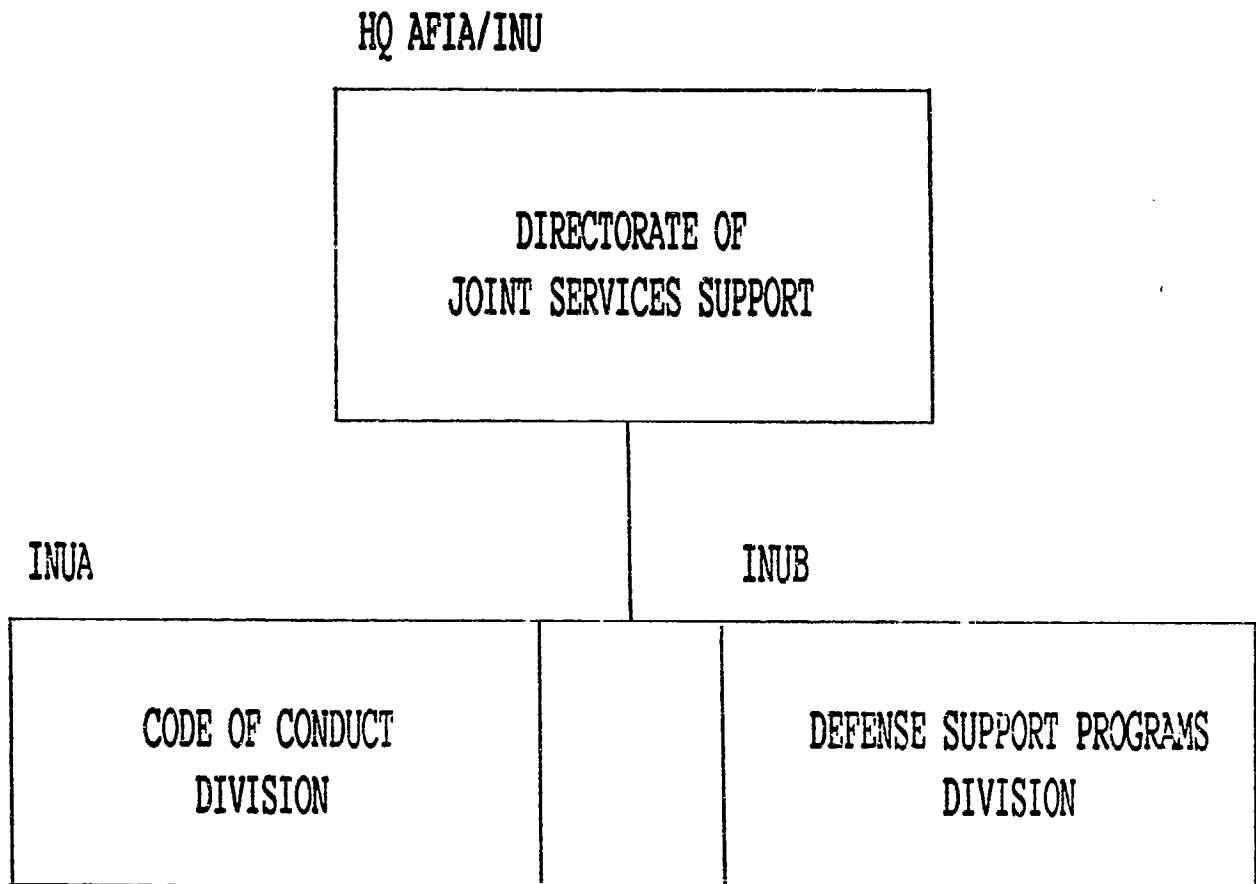 HQ AFIA/INU
DIRECTORATE OF
JOINT SERVICES SUPPORT
INUA
INUB
CODE OF CONDUCT
DIVISION
DEFENSE SUPPORT PROGRAMS
DIVISION